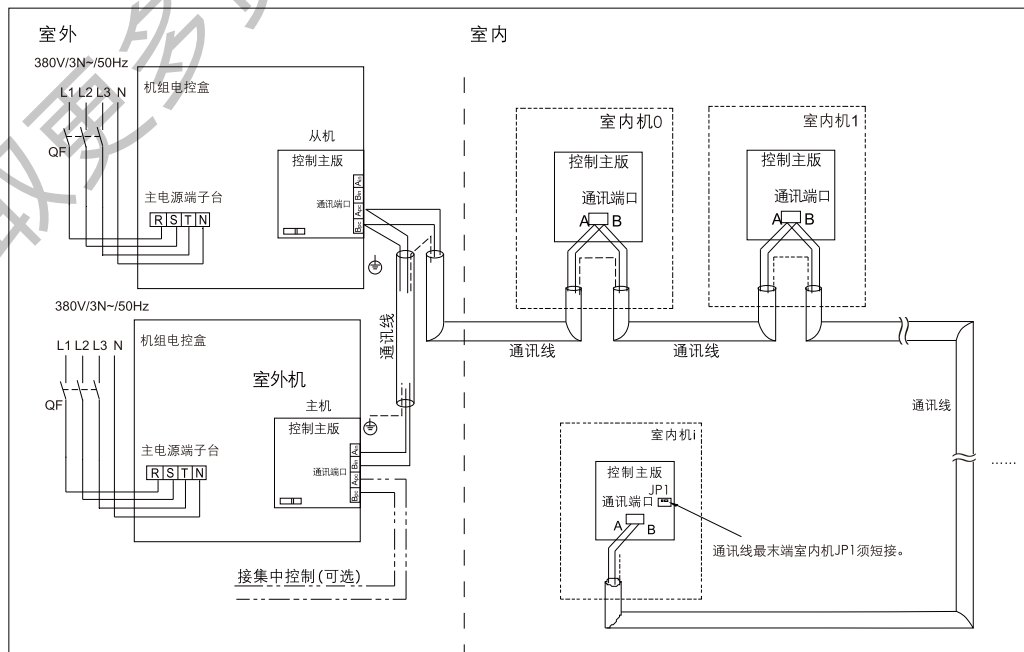 室外
室内
380V/3N~/50Hz
L1 L2 L3 N
QF
机组电控盒
从机
控制主版
通讯端口
主电源端子台
R S T N
室内机0
控制主版
通讯端口
A B
室内机1
控制主版
通讯端口
A B
380V/3N~/50Hz
L1 L2 L3 N
QF
机组电控盒
室外机
主机
控制主版
通讯端口
主电源端子台
R S T N
通讯线
通讯线
通讯线
通讯线
室内机i
控制主版
JP1
通讯端口
A B
通讯线最末端室内机JP1须短接。
……
接集中控制(可选)
取更多